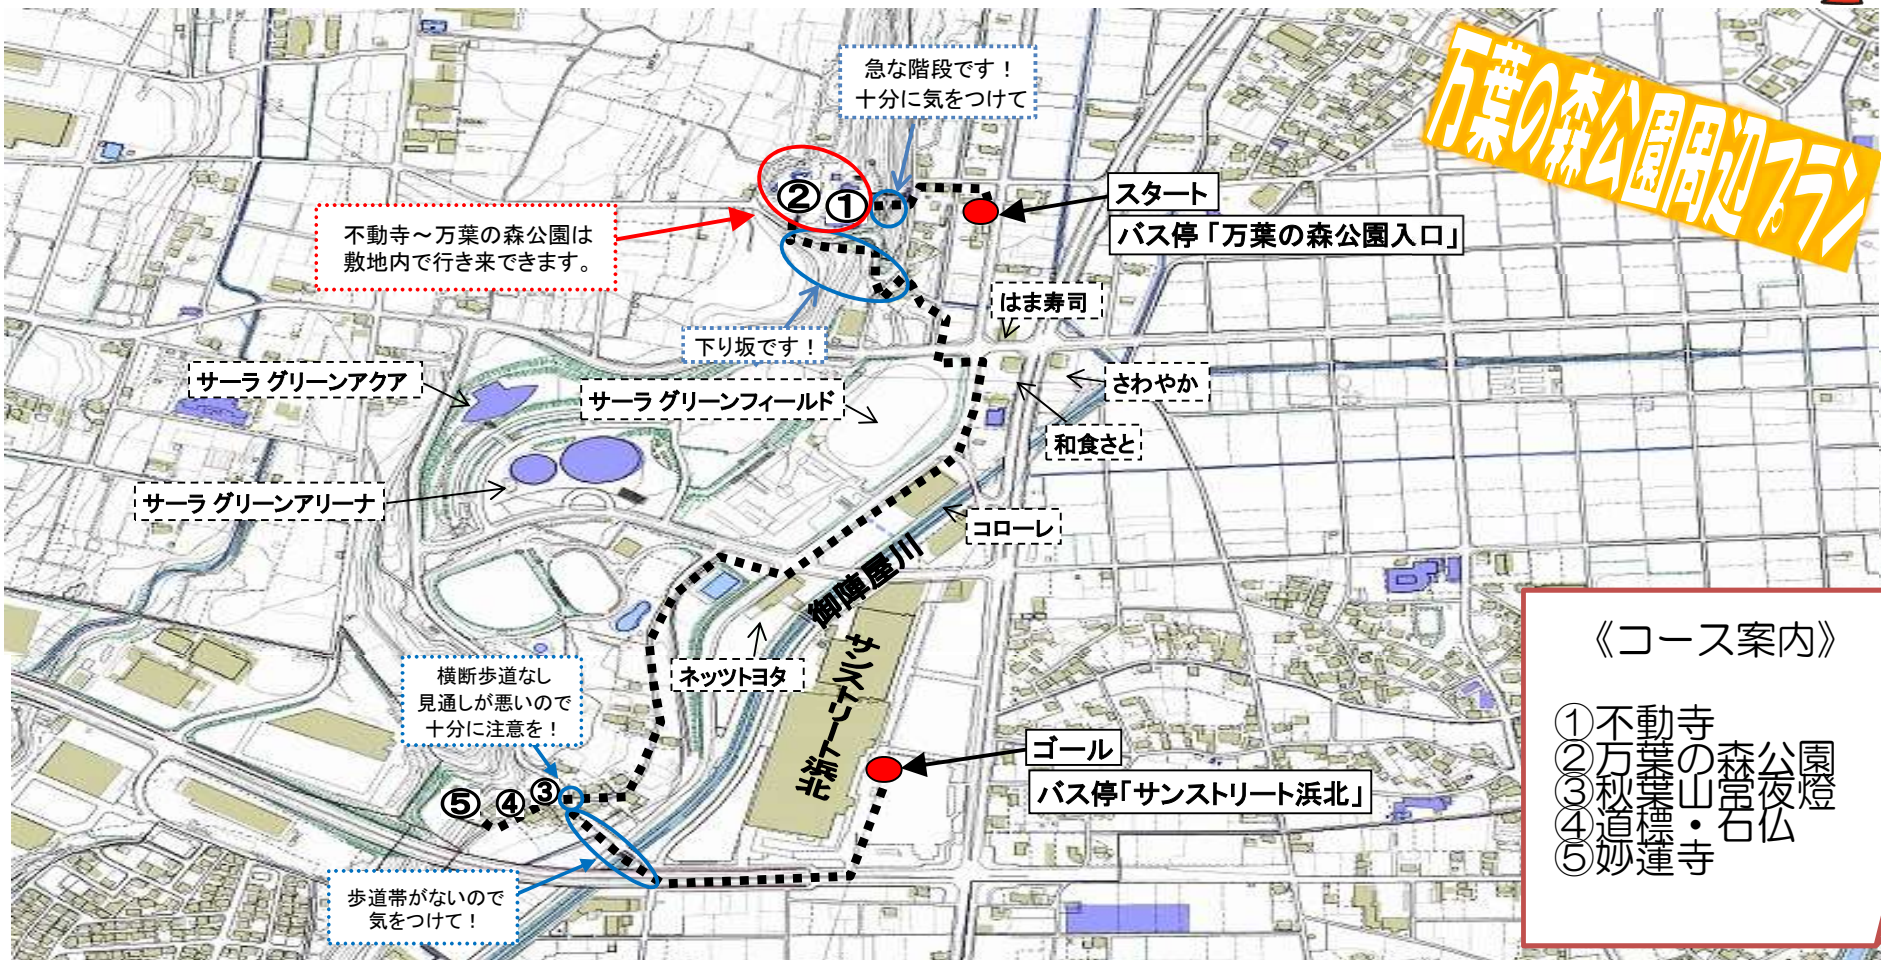 万葉の森公園周辺プラン
急な階段です！
十分に気をつけて
②
①
スタート
バス停「万葉の森公園入口」
不動寺～万葉の森公園は
敷地内で行き来できます。
はま寿司
下り坂です！
サーラ グリーンアクア
サーラ グリーンフィールド
さわやか
和食さと
サーラ グリーンアリーナ
コローレ
御陣屋川
サンストリート浜北
ネッツトヨタ
横断歩道なし
見通しが悪いので
十分に注意を！
ゴール
バス停「サンストリート浜北」
⑤
④
③
歩道帯がないので
気をつけて！
《コース案内》
①不動寺
②万葉の森公園
③秋葉山常夜燈
④道標・石仏
⑤妙蓮寺